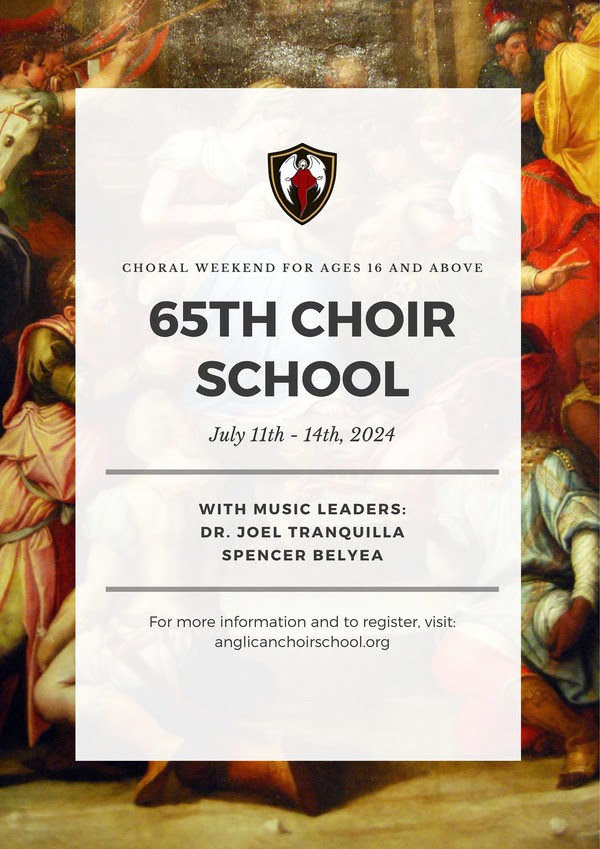 CHORAL WEEKEND FOR AGES 16 AND ABOVE
65TH CHOIR
SCHOOL
July 11th - 14th, 2024
WITH MUSIC LEADERS:
DR. JOEL TRANQUILLA
SPENCER BELYEA
For more information and to register, visit:
anglicanchoirschool.org